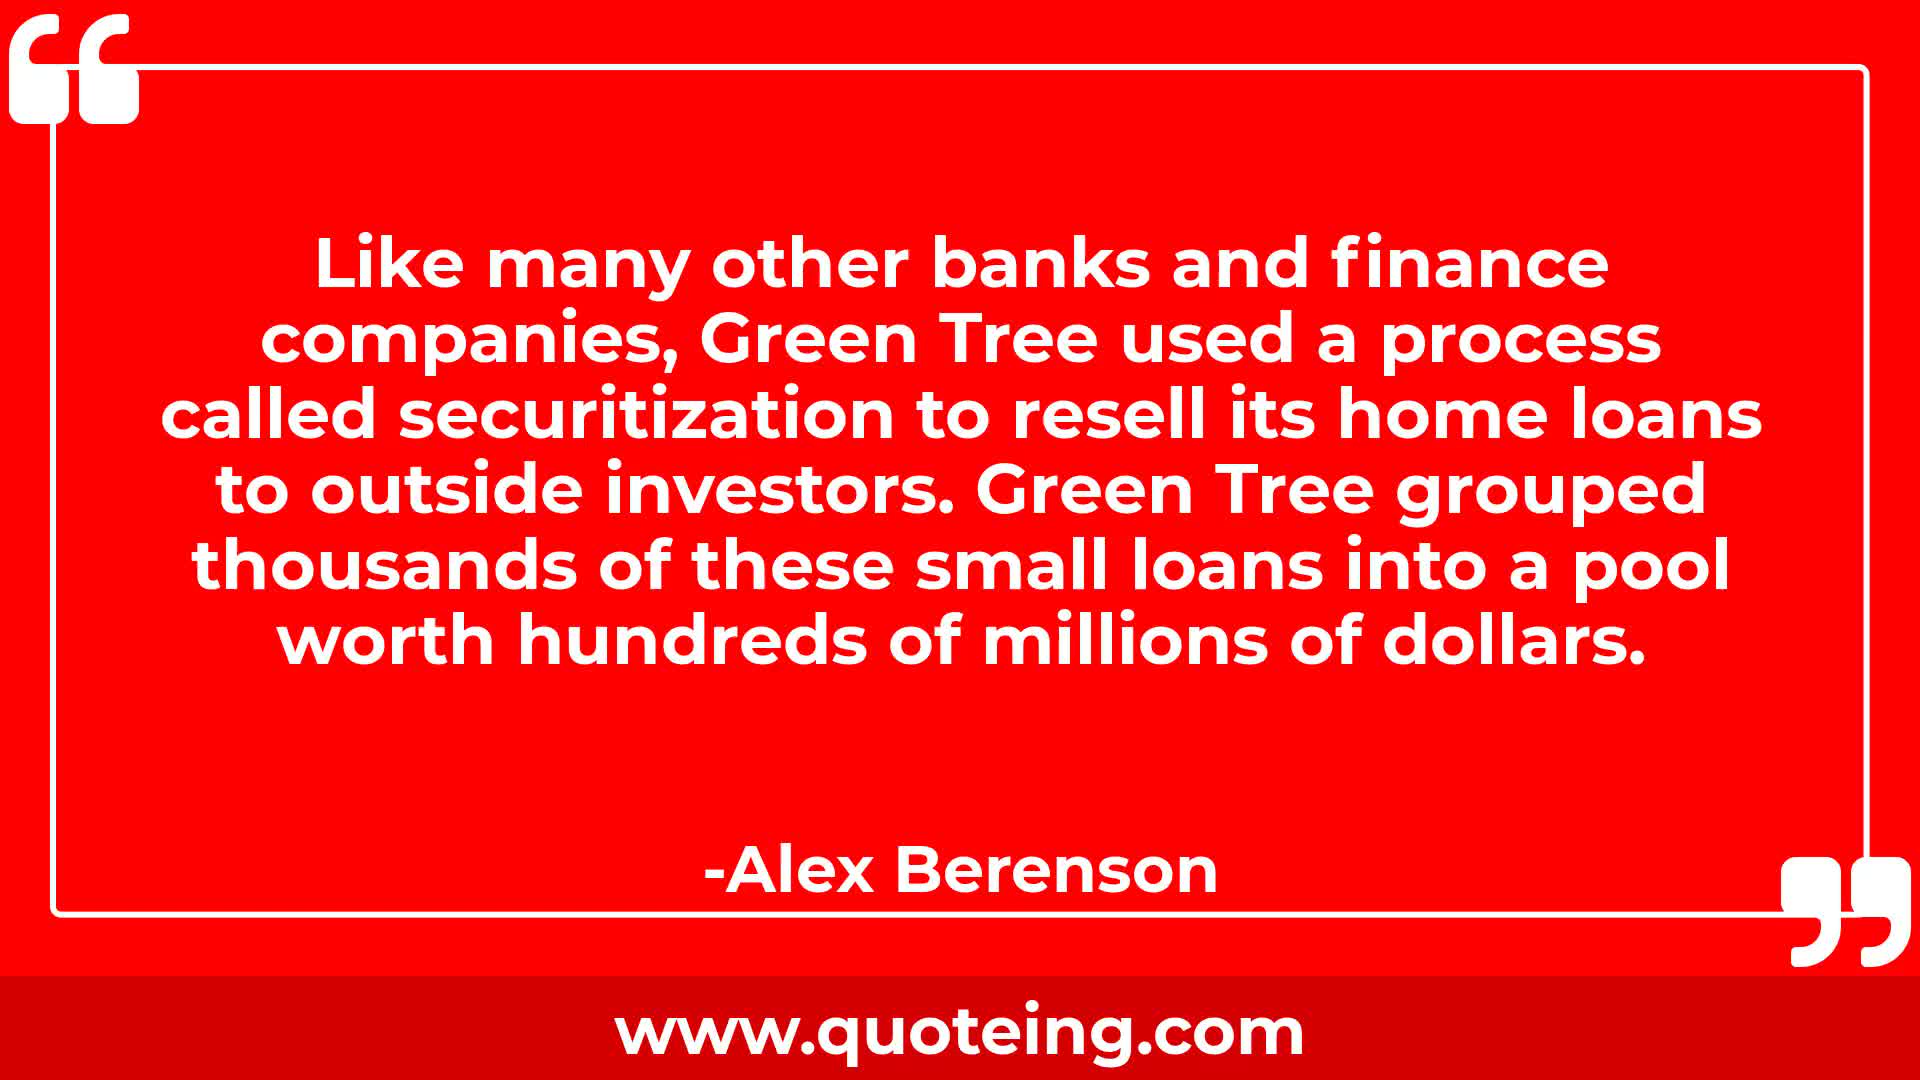 Like many other banks and finance
companies, Green Tree used a process
called securitization to resell its home loans
to outside investors. Green Tree grouped
thousands of these small loans into a pool
worth hundreds of millions of dollars.
-Alex Berenson
www.quoteing.com